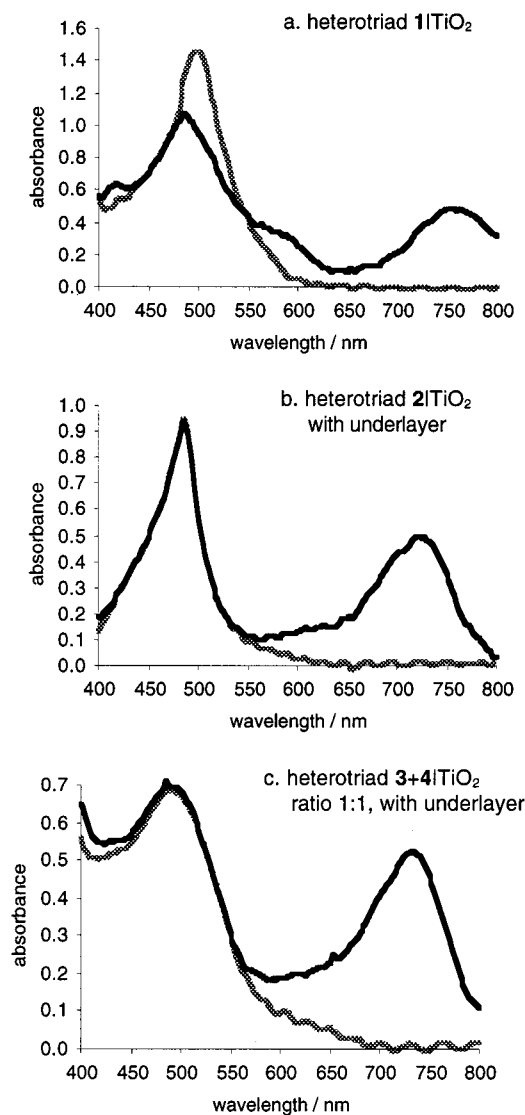 a. heterotriad 1|TiO₂
1.6
1.4
1.2
1.0
0.8
0.6
0.4
0.2
0.0
absorbance
400 450 500 550 600 650 700 750 800
wavelength / nm
b. heterotriad 2|TiO₂
with underlayer
1.0
0.9
0.8
0.7
0.6
0.5
0.4
0.3
0.2
0.1
0.0
absorbance
400 450 500 550 600 650 700 750 800
wavelength / nm
c. heterotriad 3+4|TiO₂
ratio 1:1, with underlayer
0.7
0.6
0.5
0.4
0.3
0.2
0.1
0.0
absorbance
400 450 500 550 600 650 700 750 800
wavelength / nm